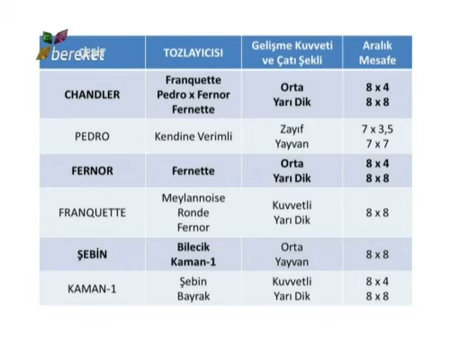 bereket
TOZLAYICISI
Gelişme Kuvveti
ve Çatı Şekli
Aralık
Mesafe
CHANDLER
Franquette
Pedro x Fernor
Fernette
Orta
Yarı Dik
8 x 4
8 x 8
PEDRO
Kendine Verimli
Zayıf
Yayvan
7 x 3,5
7 x 7
FERNOR
Fernette
Orta
Yarı Dik
8 x 4
8 x 8
FRANQUETTE
Meylannoise
Ronde
Fernor
Kuvvetli
Yarı Dik
8 x 8
ŞEBİN
Bilecik
Kaman-1
Orta
Yayvan
8 x 8
KAMAN-1
Şebin
Bayrak
Kuvvetli
Yarı Dik
8 x 4
8 x 8